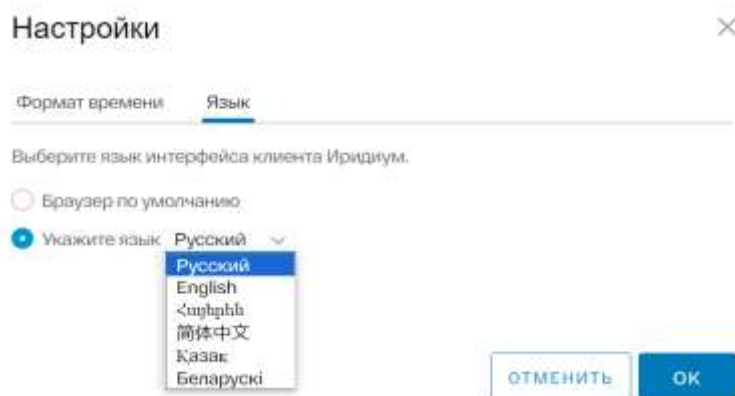 Настройки
Формат времени Язык
Выберите язык интерфейса клиента Иридиум.
Браузер по умолчанию
Укажите язык Русский
Русский
English
Հայերեն
简体中文
Қазақ
Беларускі
ОТМЕНИТЬ ОК